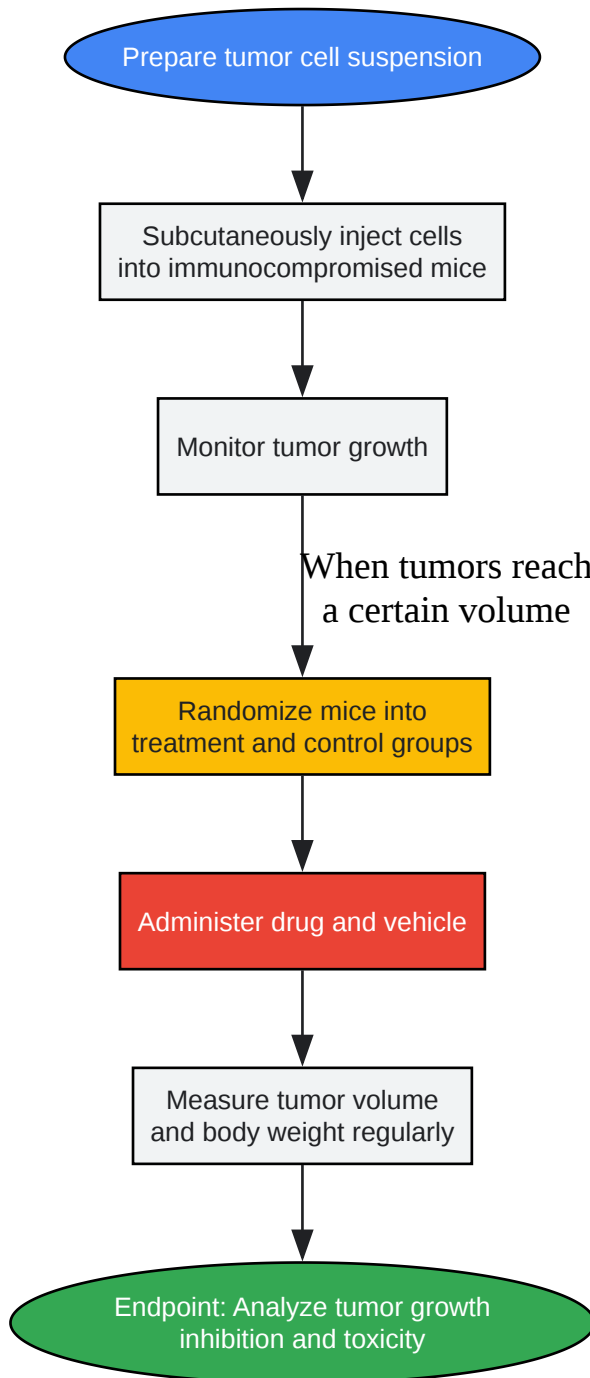 Prepare tumor cell suspension
Subcutaneously inject cells
into immunocompromised mice
Monitor tumor growth
When tumors reach
a certain volume
Randomize mice into
treatment and control groups
Administer drug and vehicle
Measure tumor volume
and body weight regularly
Endpoint: Analyze tumor growth
inhibition and toxicity